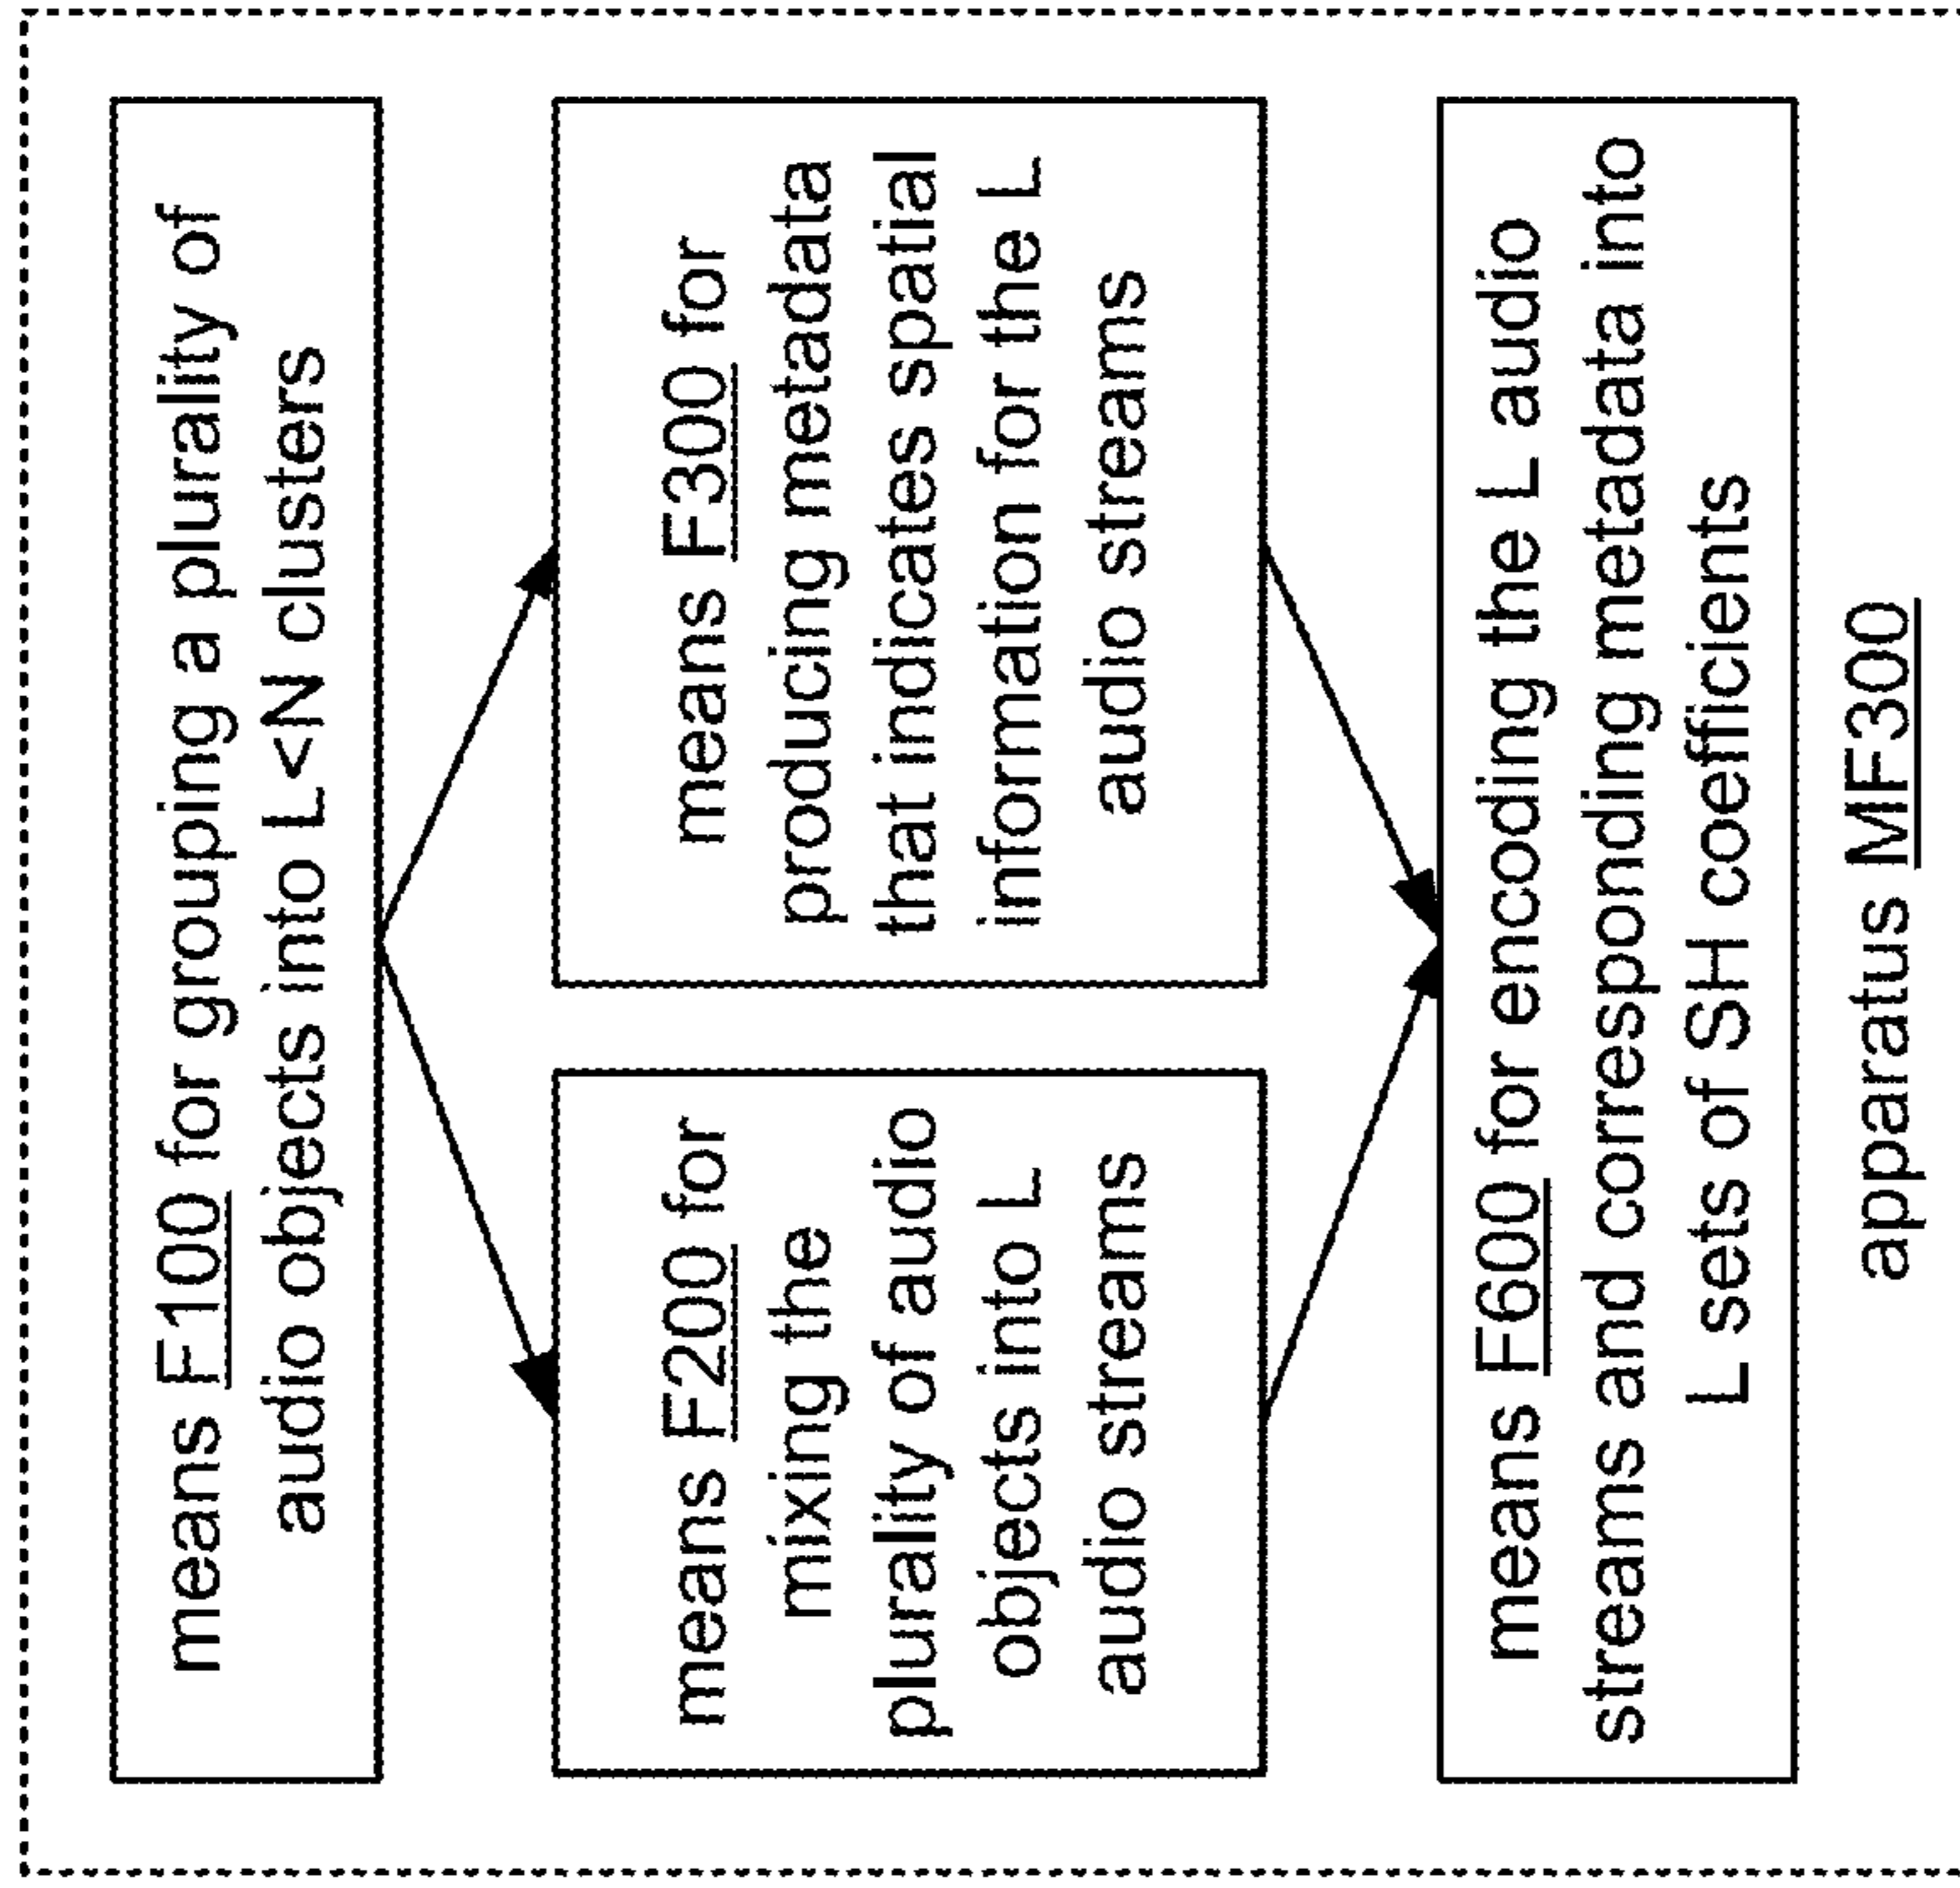 means F100 for grouping a plurality of
audio objects into L<N clusters
means F200 for
mixing the
plurality of audio
objects into L
audio streams
means F300 for
producing metadata
that indicates spatial
information for the L
audio streams
means F600 for encoding the L audio
streams and corresponding metadata into
L sets of SH coefficients
apparatus MF300